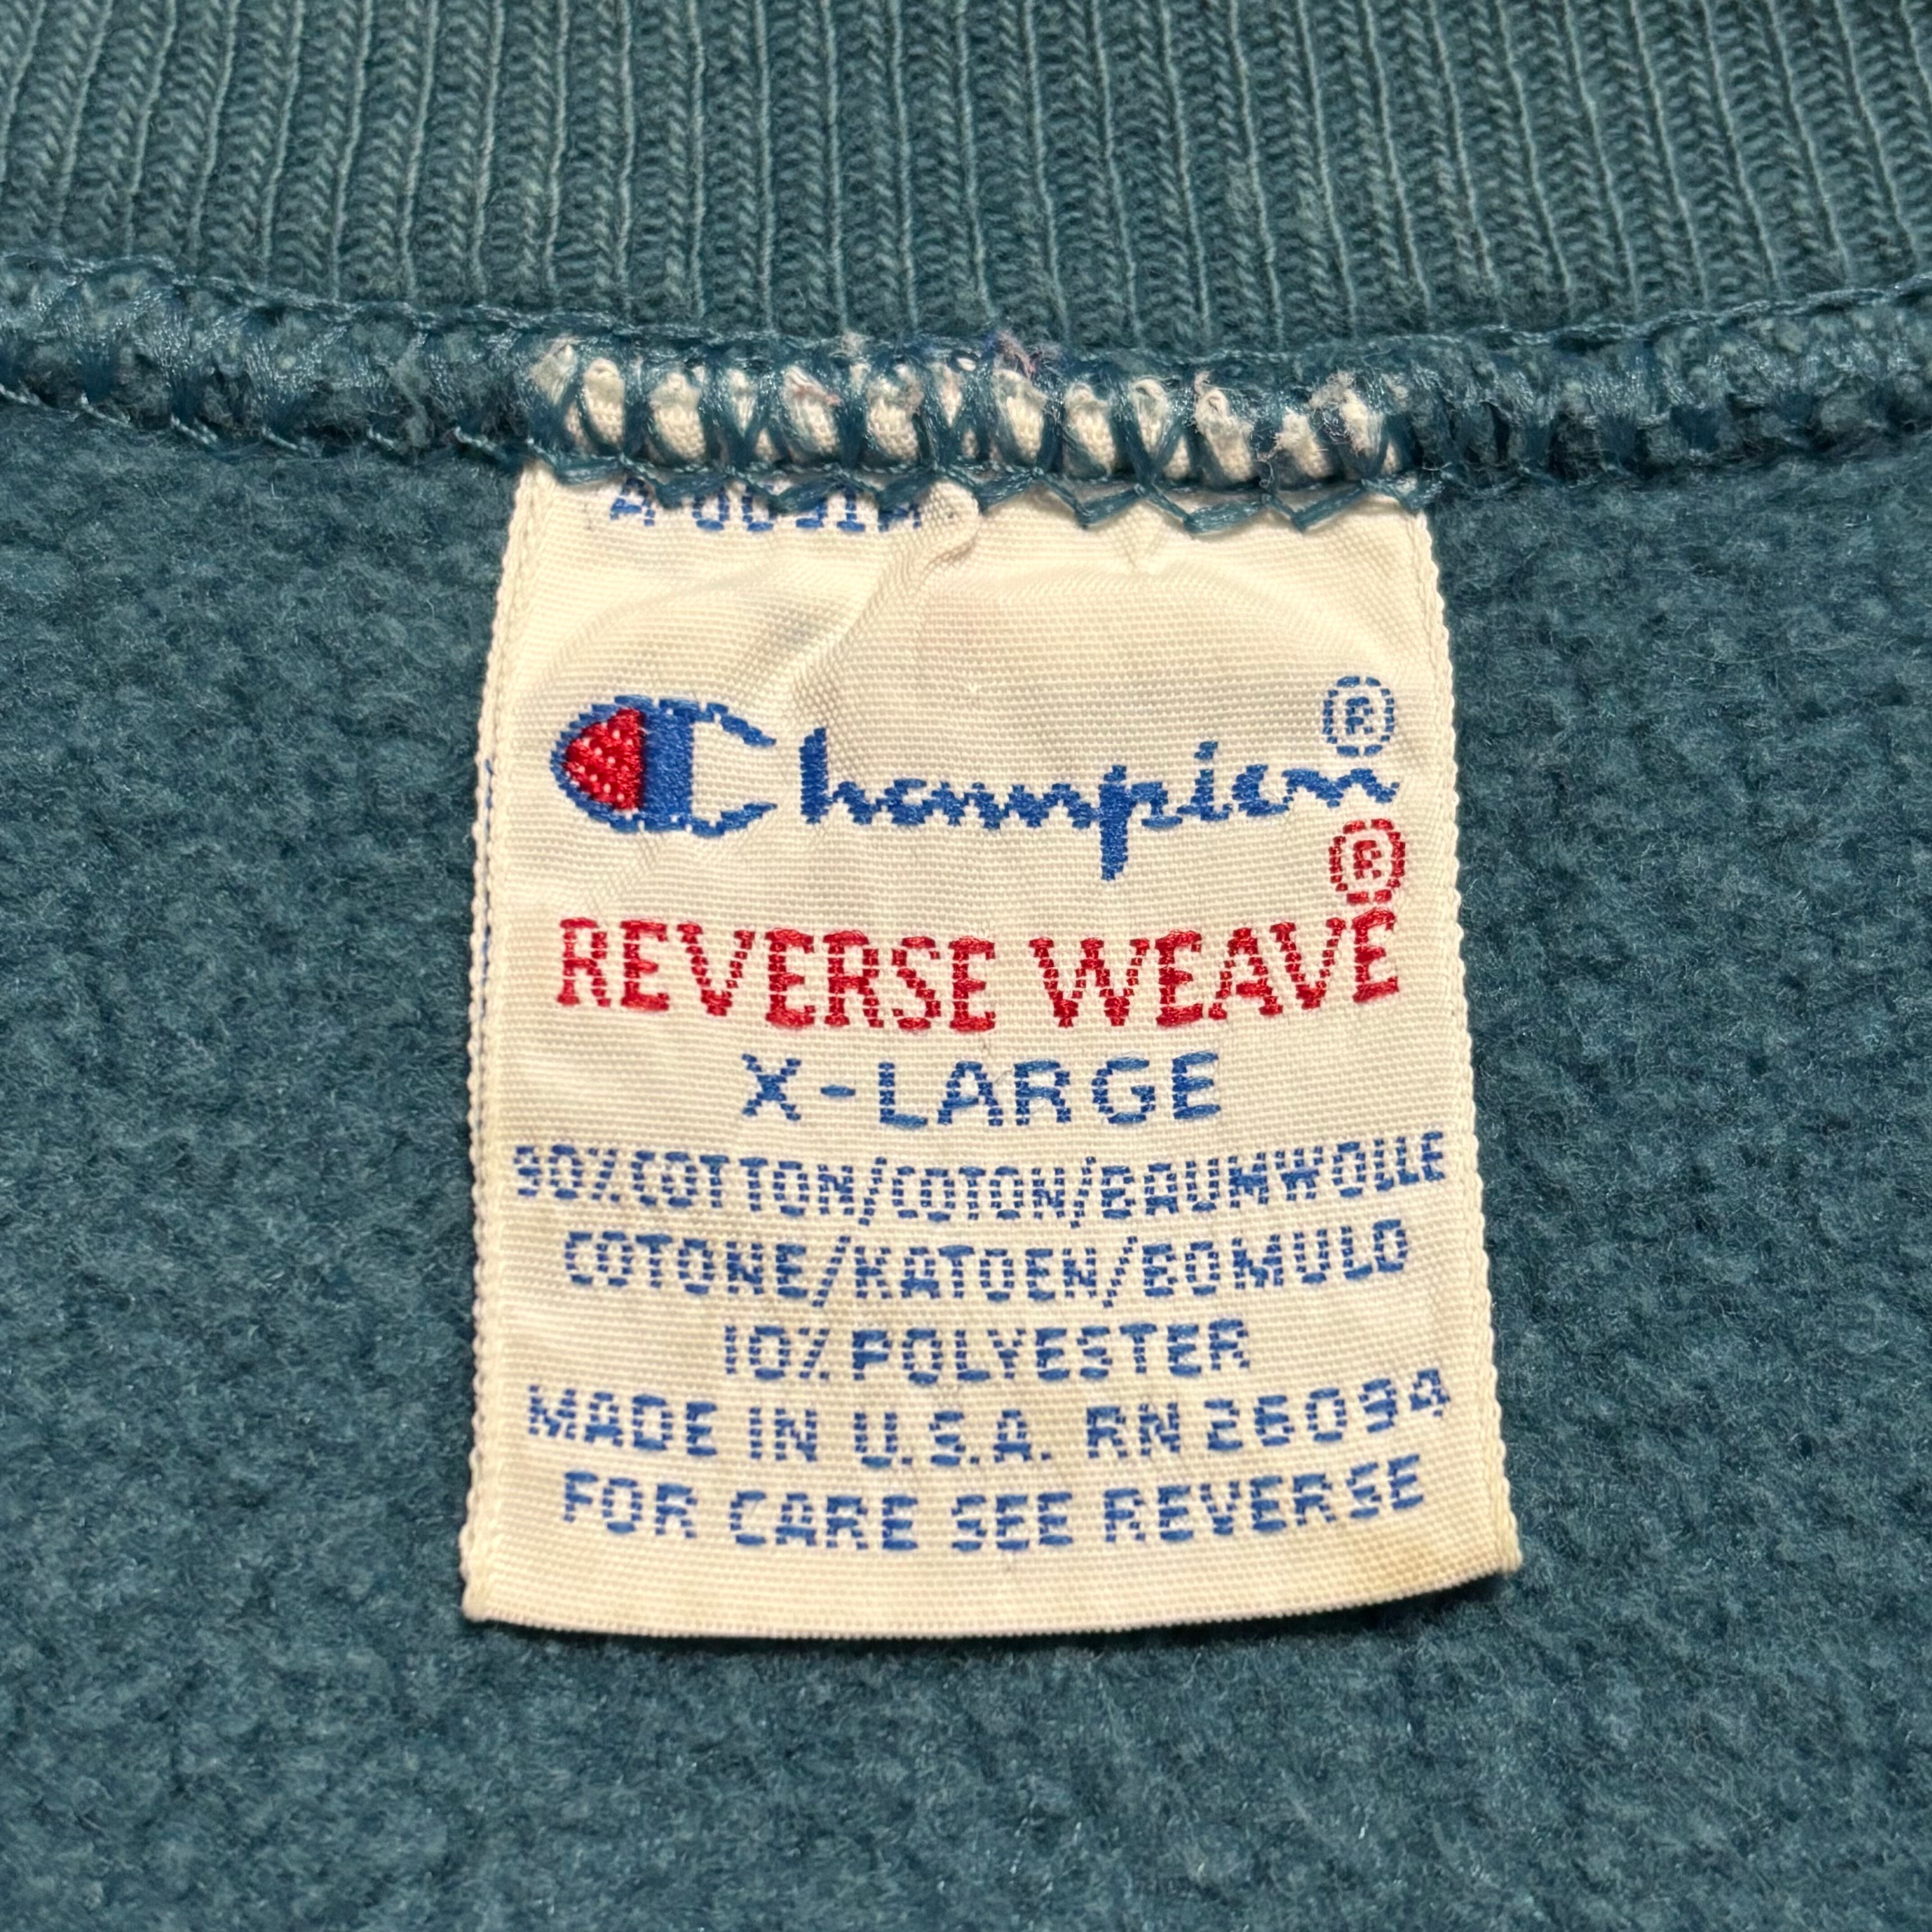 Champion®
REVERSE WEAVE®
X-LARGE
90% COTTON/COTON/BAUMWOLLE
COTONE/KATOEN/BOMULD
10% POLYESTER
MADE IN U.S.A. RN 26094
FOR CARE SEE REVERSE